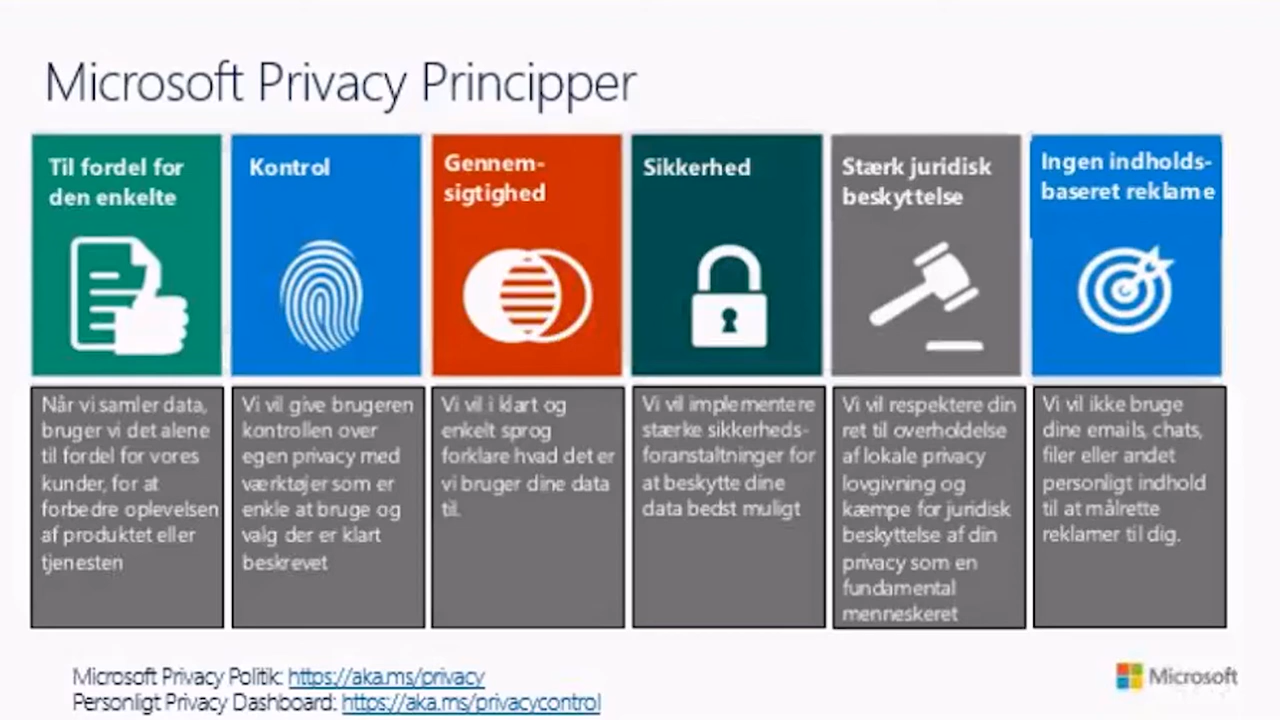 Microsoft Privacy Principper
Til fordel for
den enkelte
Når vi samler data,
bruger vi det alene
til fordel for vores
kunder, for at
forbedre oplevelsen
af produktet eller
tjenesten
Kontrol
Vi vil give brugeren
kontrollen over
egen privacy med
værktøjer som er
enkle at bruge og
valg der er klart
beskrevet
Gennem-
sigtighed
Vi vil i klart og
enkelt sprog
forklare hvad det er
vi bruger dine data
til.
Sikkerhed
Vi vil implementere
stærke sikkerheds-
foranstaltninger for
at beskytte dine
data bedst muligt
Stærk juridisk
beskyttelse
Vi vil respektere din
ret til overholdelse
af lokale privacy
lovgivning og
kæmpe for juridisk
beskyttelse af din
privacy som en
fundamental
menneskeret
Ingen indholds-
baseret reklame
Vi vil ikke bruge
dine emails, chats,
filer eller andet
personligt indhold
til at målrette
reklamer til dig.
Microsoft Privacy Politik: https://aka.ms/privacy
Personligt Privacy Dashboard: https://aka.ms/privacycontrol
Microsoft